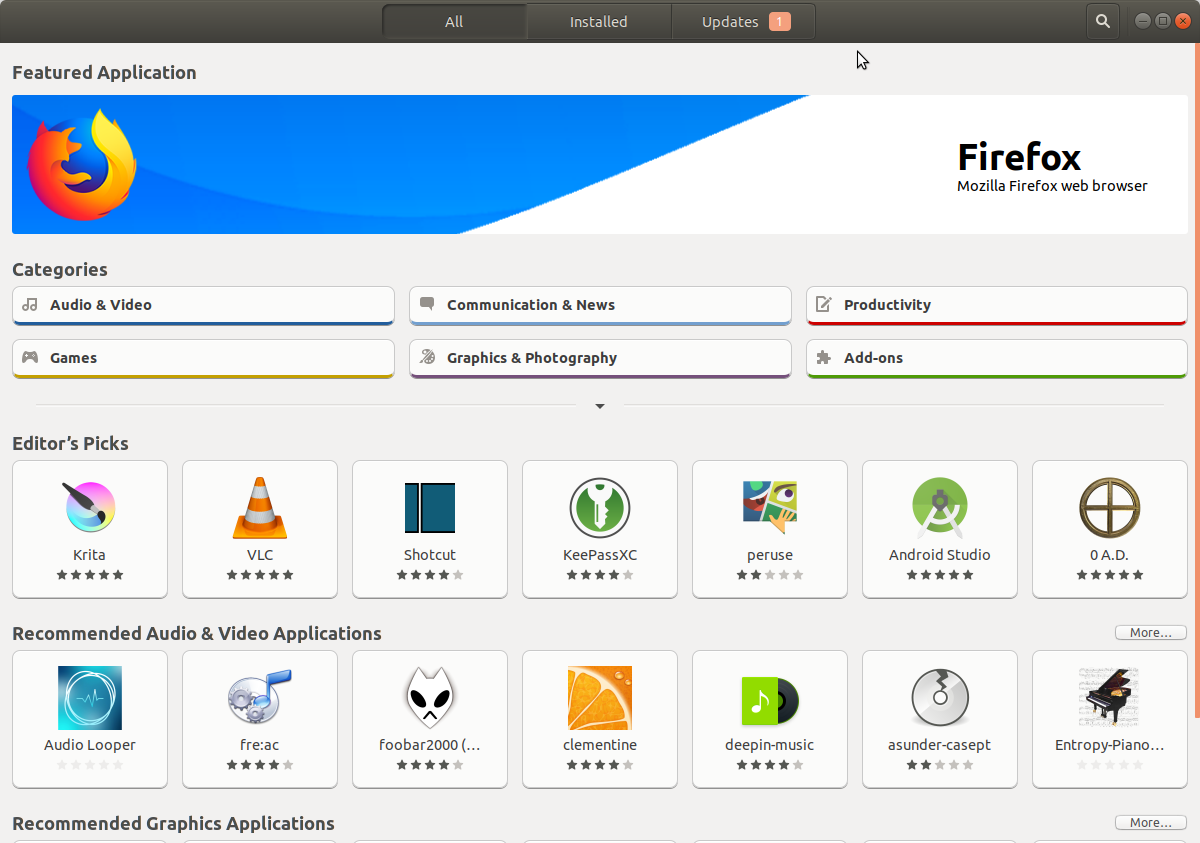 All
Installed
Updates 1
Featured Application
Firefox
Mozilla Firefox web browser
Categories
Audio & Video
Communication & News
Productivity
Games
Graphics & Photography
Add-ons
Editor’s Picks
Krita
VLC
Shotcut
KeePassXC
peruse
Android Studio
0 A.D.
Recommended Audio & Video Applications
More…
Audio Looper
fre:ac
foobar2000 (…
clementine
deepin-music
asunder-casept
Entropy-Piano…
Recommended Graphics Applications
More…